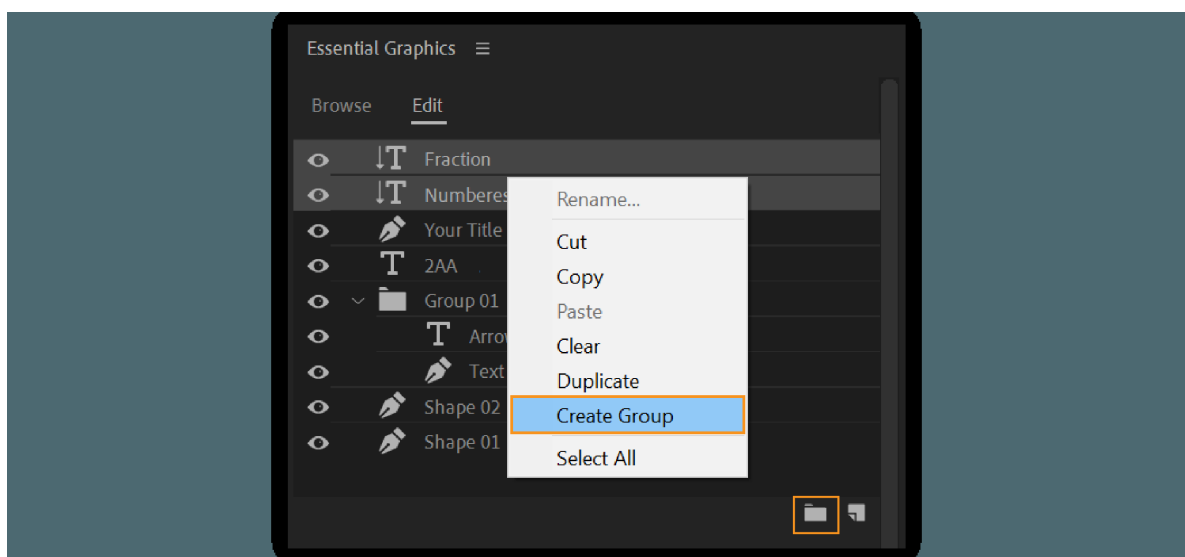 Essential Graphics
Browse Edit
Fraction
Numberes
Your Title
2AA
Group 01
Text
Shape 02
Shape 01
Rename...
Cut
Copy
Paste
Clear
Duplicate
Create Group
Select All